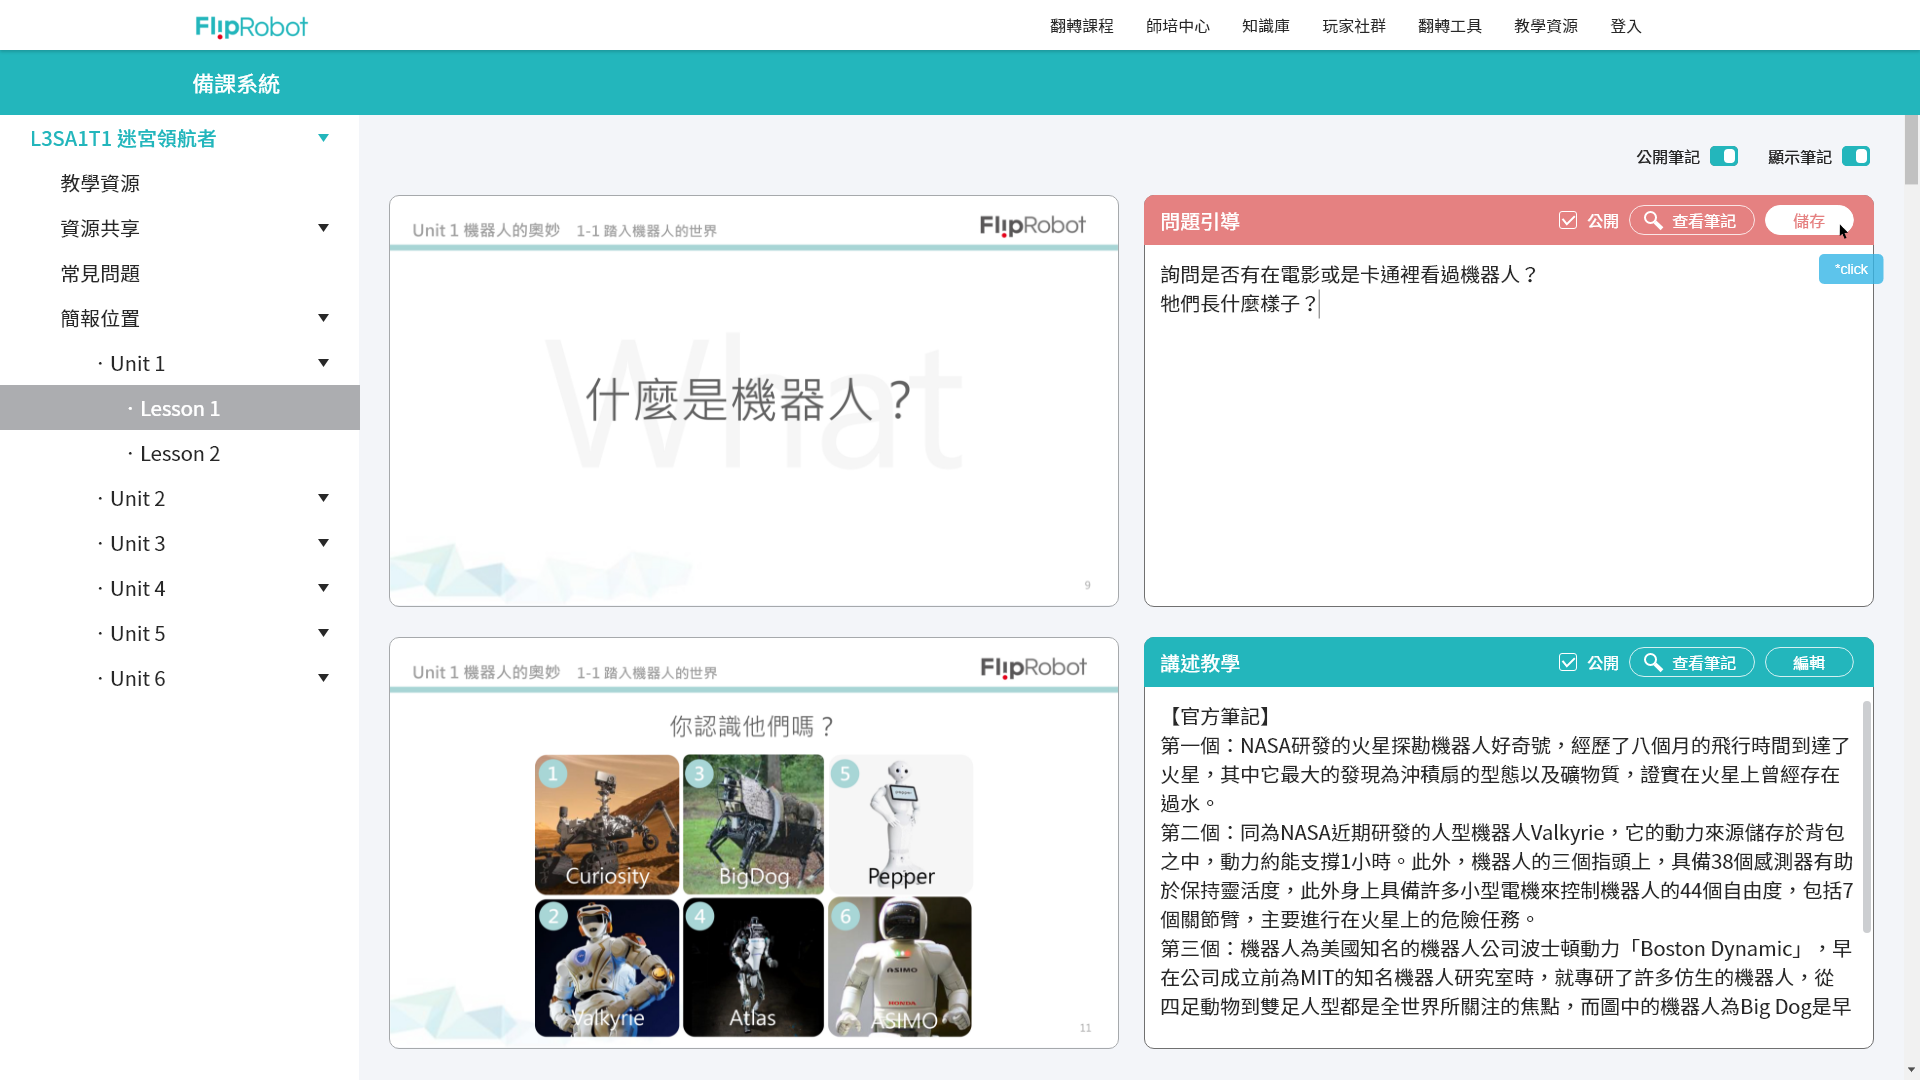 FlipRobot
翻轉課程 師培中心 知識庫 玩家社群 翻轉工具 教學資源 登入
備課系統
L3SA1T1 迷宮領航者
教學資源
資源共享
常見問題
簡報位置
· Unit 1
· Lesson 1
· Lesson 2
· Unit 2
· Unit 3
· Unit 4
· Unit 5
· Unit 6
公開筆記 顯示筆記
Unit 1 機器人的奧妙 1-1 踏入機器人的世界 FlipRobot
What
什麼是機器人？
9
問題引導 公開 查看筆記 儲存
*click
詢問是否有在電影或是卡通裡看過機器人？
牠們長什麼樣子？
Unit 1 機器人的奧妙 1-1 踏入機器人的世界 FlipRobot
你認識他們嗎？
1 Curiosity
3 BigDog
5 Pepper
2 Valkyrie
4 Atlas
6 ASIMO
ASIMO
HONDA
11
講述教學 公開 查看筆記 編輯
【官方筆記】
第一個：NASA研發的火星探勘機器人好奇號，經歷了八個月的飛行時間到達了
火星，其中它最大的發現為沖積扇的型態以及礦物質，證實在火星上曾經存在
過水。
第二個：同為NASA近期研發的人型機器人Valkyrie，它的動力來源儲存於背包
之中，動力約能支撐1小時。此外，機器人的三個指頭上，具備38個感測器有助
於保持靈活度，此外身上具備許多小型電機來控制機器人的44個自由度，包括7
個關節臂，主要進行在火星上的危險任務。
第三個：機器人為美國知名的機器人公司波士頓動力「Boston Dynamic」，早
在公司成立前為MIT的知名機器人研究室時，就專研了許多仿生的機器人，從
四足動物到雙足人型都是全世界所關注的焦點，而圖中的機器人為Big Dog是早